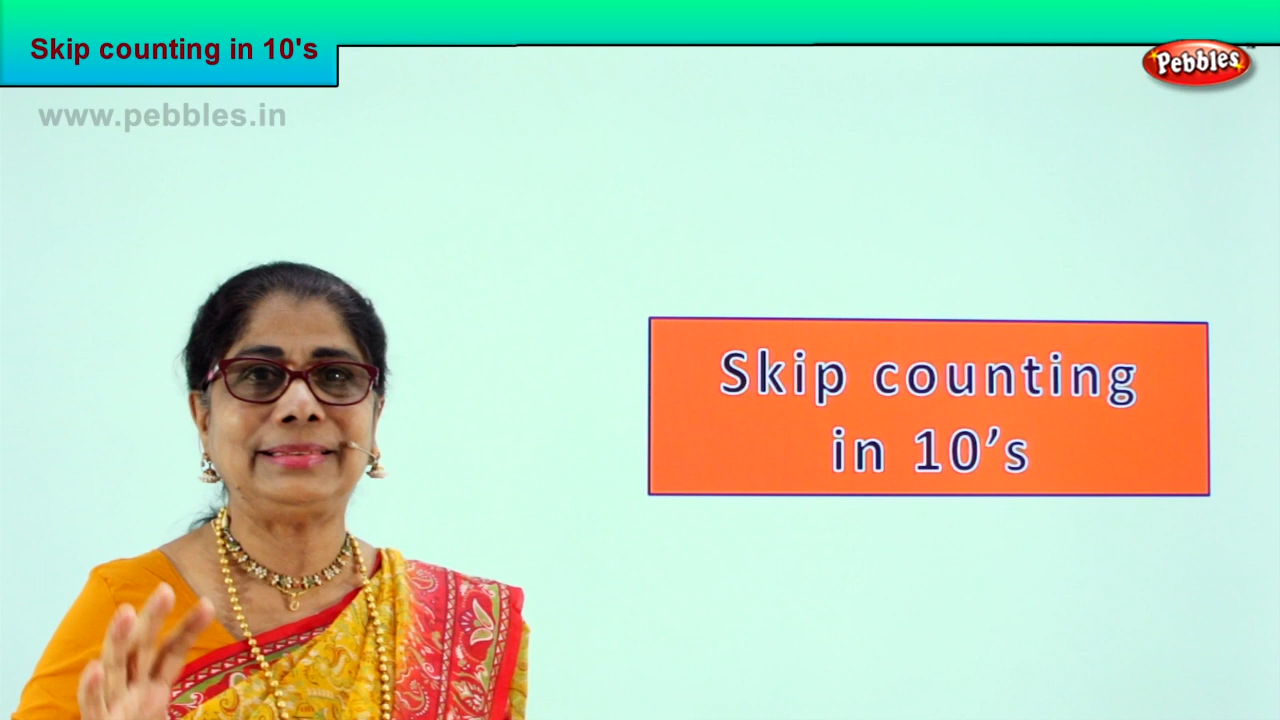 Skip counting in 10's
Pebbles
www.pebbles.in
Skip counting
in 10’s